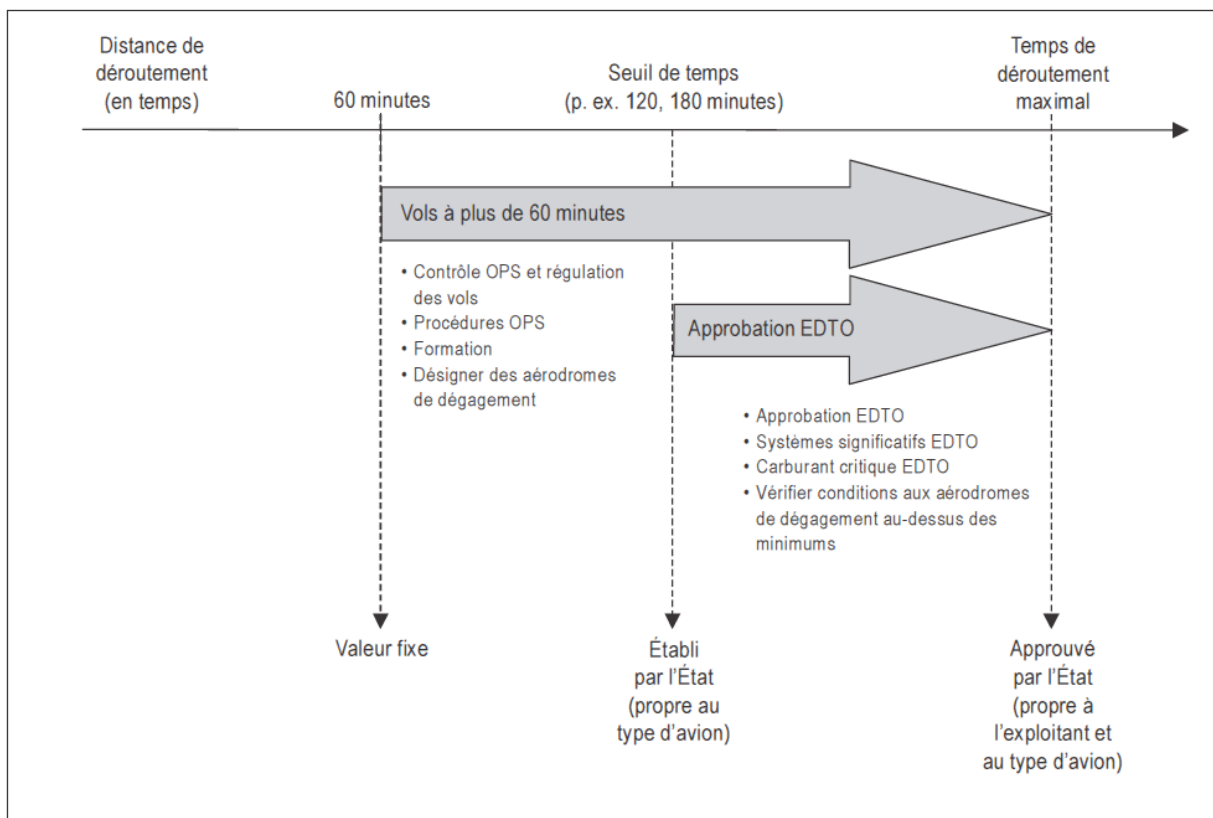 Distance de
déroutement
(en temps)
60 minutes
Seuil de temps
(p. ex. 120, 180 minutes)
Temps de
déroutement
maximal
Vols à plus de 60 minutes
• Contrôle OPS et régulation
des vols
• Procédures OPS
• Formation
• Désigner des aérodromes
de dégagement
Approbation EDTO
• Approbation EDTO
• Systèmes significatifs EDTO
• Carburant critique EDTO
• Vérifier conditions aux aérodromes
de dégagement au-dessus des
minimums
Valeur fixe
Établi
par l'État
(propre au
type d'avion)
Approuvé
par l'État
(propre à
l'exploitant et
au type d'avion)